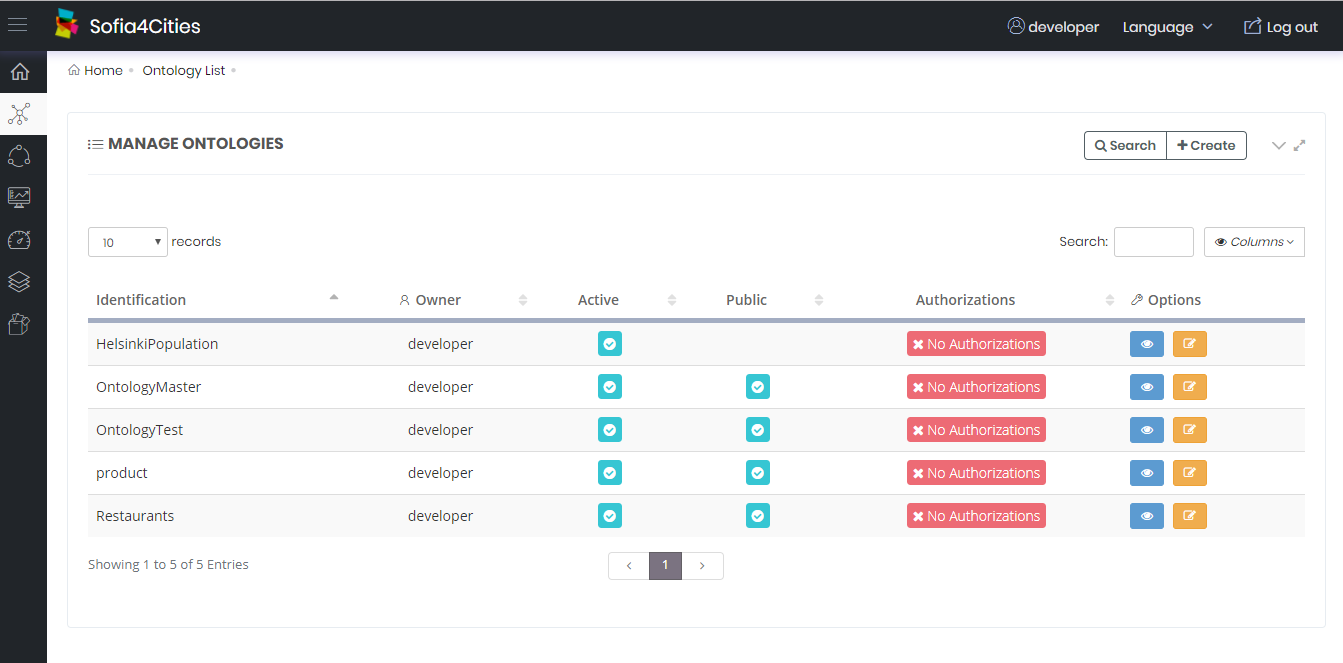 Sofia4Cities developer Language Log out
Home Ontology List
MANAGE ONTOLOGIES Search Create
10 records Search: Columns
Identification Owner Active Public Authorizations Options
HelsinkiPopulation developer No Authorizations
OntologyMaster developer No Authorizations
OntologyTest developer No Authorizations
product developer No Authorizations
Restaurants developer No Authorizations
Showing 1 to 5 of 5 Entries ‹ 1 ›